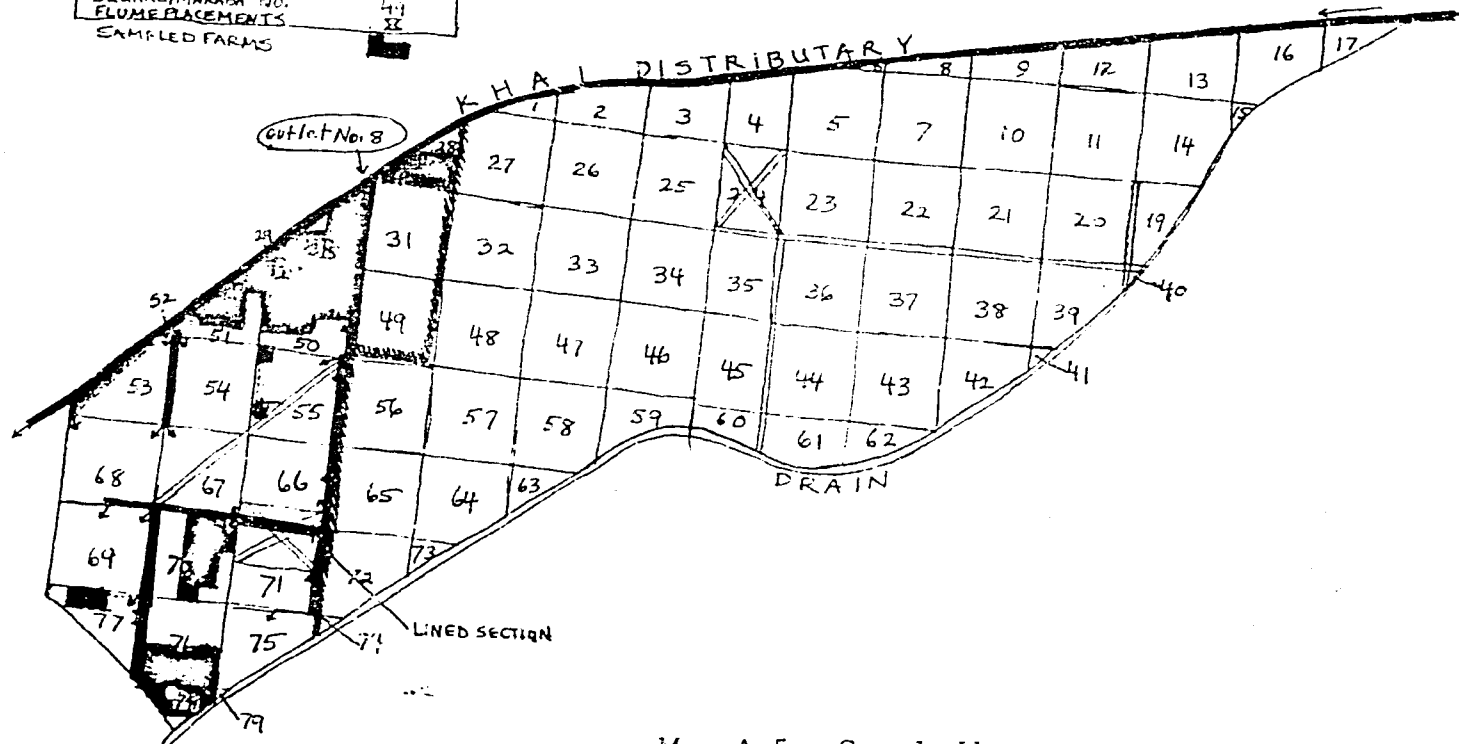 FLUME PLACEMENTS
SAMPLED FARMS
KHAL DISTRIBUTARY
outlet No. 8
1 2 3 4 5 7 8 9 10 11 12 13 14 15 16 17
27 26 25 24 23 22 21 20 19
28
29
31 32 33 34 35 36 37 38 39 40
52 51 50 49 48 47 46 45 44 43 42 41
53 54 55 56 57 58 59 60 61 62
68 67 66 65 64 63
69 70 71 72 73
77 75
79
DRAIN
LINED SECTION